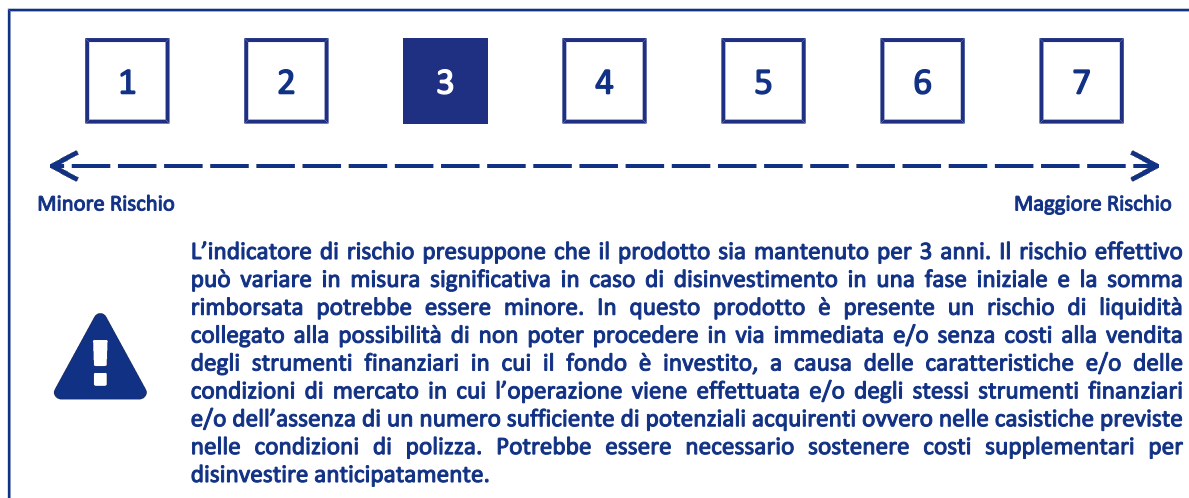 1 2 3 4 5 6 7
Minore Rischio Maggiore Rischio
L'indicatore di rischio presuppone che il prodotto sia mantenuto per 3 anni. Il rischio effettivo
può variare in misura significativa in caso di disinvestimento in una fase iniziale e la somma
rimborsata potrebbe essere minore. In questo prodotto è presente un rischio di liquidità
collegato alla possibilità di non poter procedere in via immediata e/o senza costi alla vendita
degli strumenti finanziari in cui il fondo è investito, a causa delle caratteristiche e/o delle
condizioni di mercato in cui l'operazione viene effettuata e/o degli stessi strumenti finanziari
e/o dell'assenza di un numero sufficiente di potenziali acquirenti ovvero nelle casistiche previste
nelle condizioni di polizza. Potrebbe essere necessario sostenere costi supplementari per
disinvestire anticipatamente.